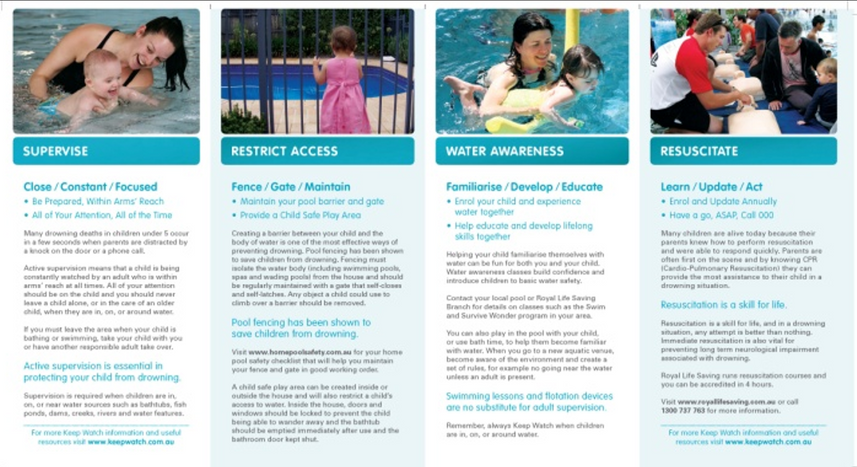 SUPERVISE
Close / Constant / Focused
• Be Prepared, Within Arms' Reach
• All of Your Attention, All of the Time
Many drowning deaths in children under 5 occur
in a few seconds when parents are distracted by
a knock on the door or a phone call.
Active supervision means that a child is being
constantly watched by an adult who is within
arms' reach at all times. All of your attention
should be on the child and you should never
leave a child alone, or in the care of an older
child, when they are in, on, or around water.
If you must leave the area when your child is
bathing or swimming, take your child with you
or have another responsible adult take over.
Active supervision is essential in
protecting your child from drowning.
Supervision is required when children are in,
on, or near water sources such as bathtubs, fish
ponds, dams, creeks, rivers and water features.
For more Keep Watch information and useful
resources visit www.keepwatch.com.au
RESTRICT ACCESS
Fence / Gate / Maintain
• Maintain your pool barrier and gate
• Provide a Child Safe Play Area
Creating a barrier between your child and the
body of water is one of the most effective ways of
preventing drowning. Pool fencing has been shown
to save children from drowning. Fencing must
isolate the water body (including swimming pools,
spas and wading pools) from the house and should
be regularly maintained with a gate that self-closes
and self-latches. Any object a child could use to
climb over a barrier should be removed.
Pool fencing has been shown to
save children from drowning.
Visit www.homepoolsafety.com.au for your home
pool safety checklist that will help you maintain
your fence and gate in good working order.
A child safe play area can be created inside or
outside the house and will also restrict a child's
access to water. Inside the house, doors and
windows should be locked to prevent the child
being able to wander away and the bathtub
should be emptied immediately after use and the
bathroom door kept shut.
WATER AWARENESS
Familiarise / Develop / Educate
• Enrol your child and experience
water together
• Help educate and develop lifelong
skills together
Helping your child familiarise themselves with
water can be fun for both you and your child.
Water awareness classes build confidence and
introduce children to basic water safety.
Contact your local pool or Royal Life Saving
Branch for details on classes such as the Swim
and Survive Wonder program in your area.
You can also play in the pool with your child,
or use bath time, to help them become familiar
with water. When you go to a new aquatic venue,
become aware of the environment and create a
set of rules, for example no going near the water
unless an adult is present.
Swimming lessons and flotation devices
are no substitute for adult supervision.
Remember, always Keep Watch when children
are in, on, or around water.
RESUSCITATE
Learn / Update / Act
• Enrol and Update Annually
• Have a go, ASAP, Call 000
Many children are alive today because their
parents knew how to perform resuscitation
and were able to respond quickly. Parents are
often first on the scene and by knowing CPR
(Cardio-Pulmonary Resuscitation) they can
provide the most assistance to their child in a
drowning situation.
Resuscitation is a skill for life.
Resuscitation is a skill for life, and in a drowning
situation, any attempt is better than nothing.
Immediate resuscitation is also vital for
preventing long term neurological impairment
associated with drowning.
Royal Life Saving runs resuscitation courses and
you can be accredited in 4 hours.
Visit www.royallifesaving.com.au or call
1300 737 763 for more information.
For more Keep Watch information and useful
resources visit www.keepwatch.com.au